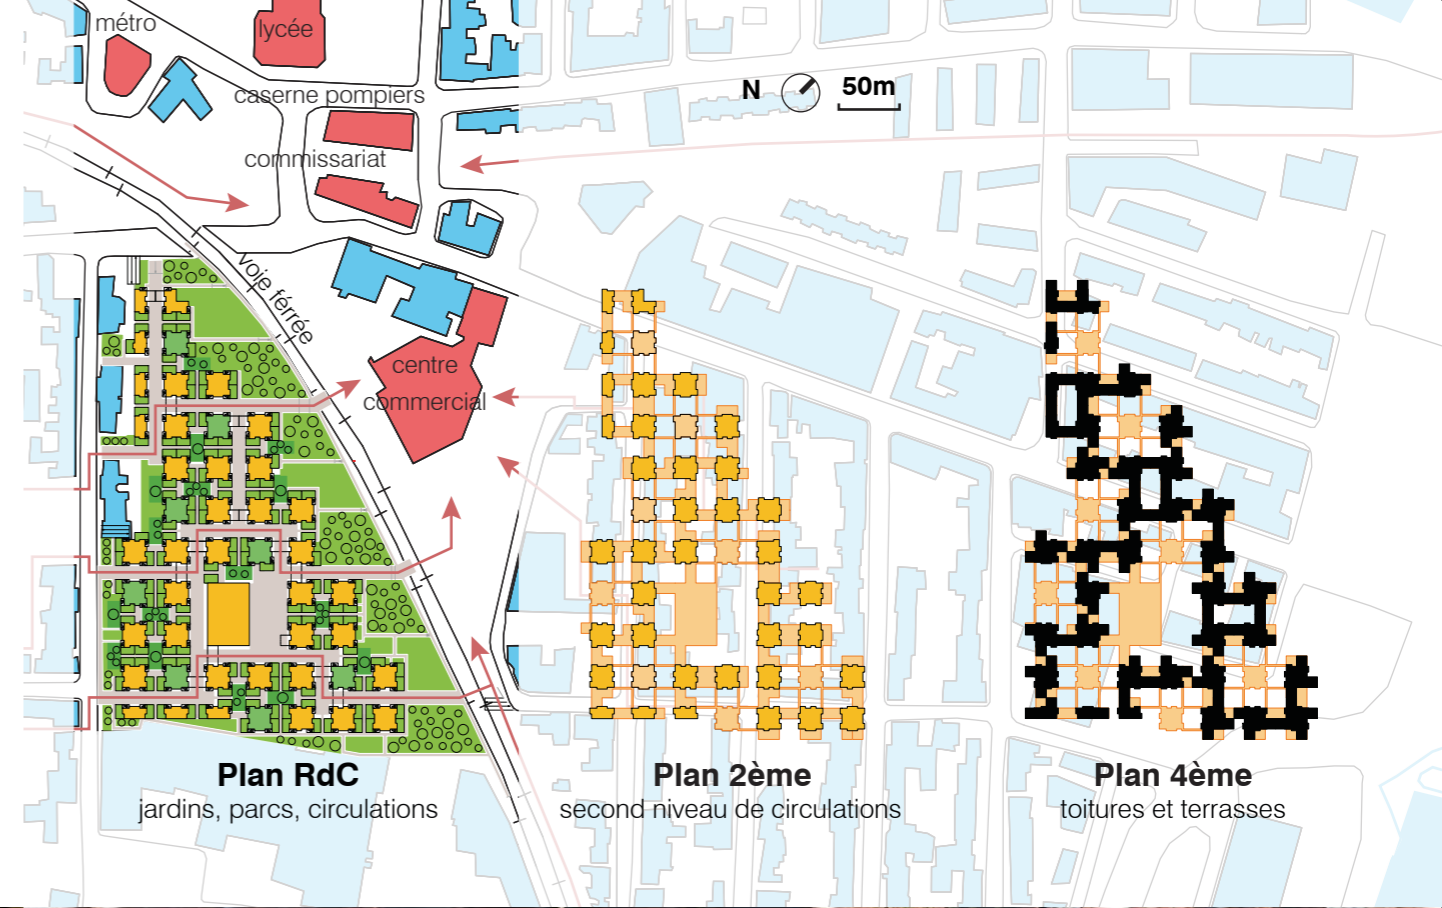 métro
lycée
caserne pompiers
N
50m
commissariat
voie férrée
centre
commercial
Plan RdC
jardins, parcs, circulations
Plan 2ème
second niveau de circulations
Plan 4ème
toitures et terrasses